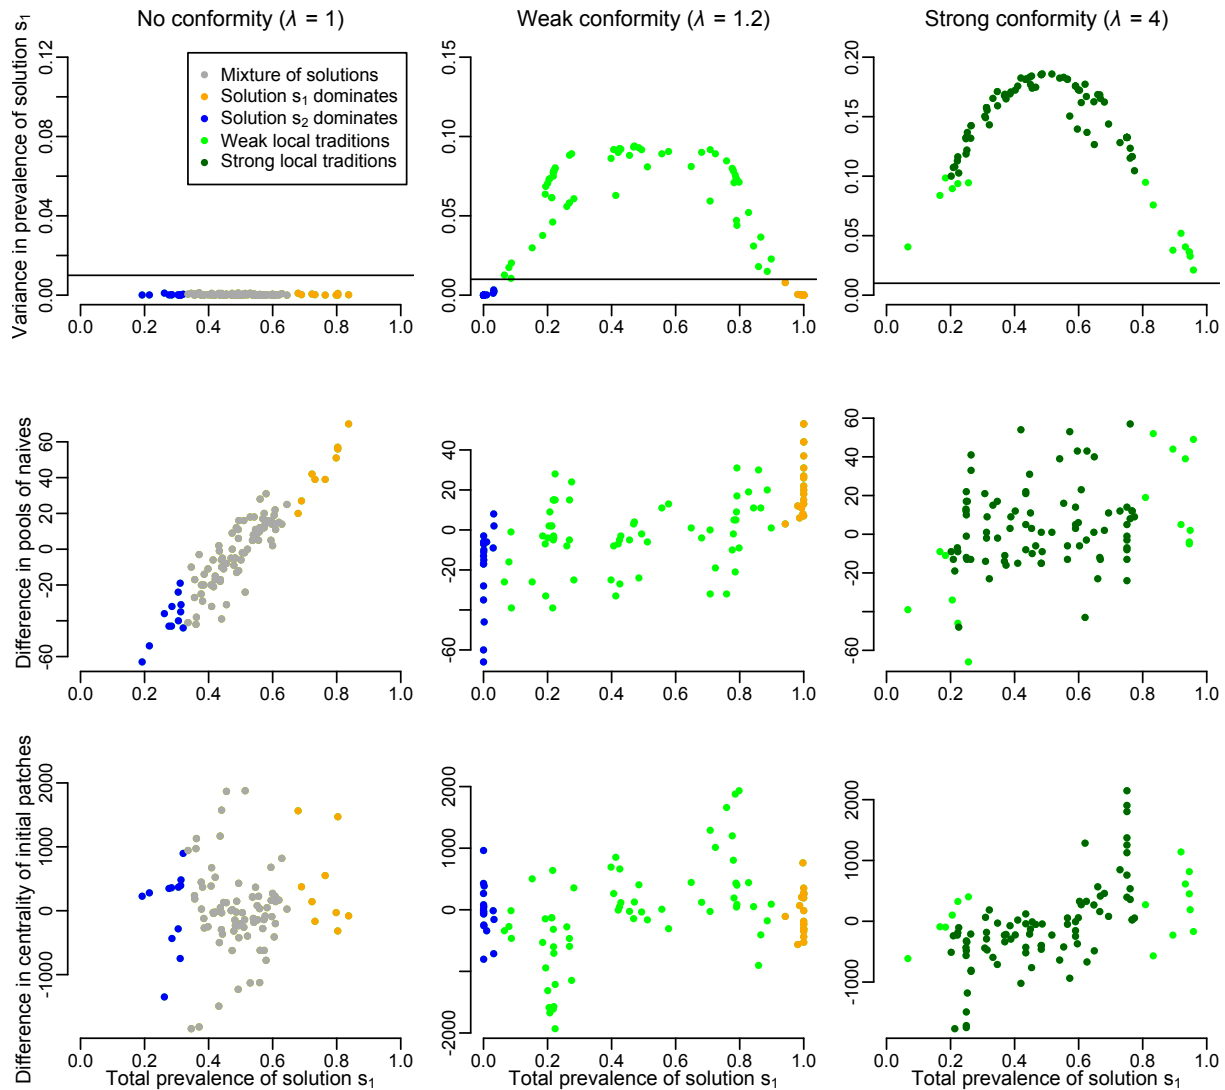 No conformity (λ = 1)
Weak conformity (λ = 1.2)
Strong conformity (λ = 4)
Variance in prevalence of solution s1
0.00 0.04 0.08 0.12
Mixture of solutions
Solution s1 dominates
Solution s2 dominates
Weak local traditions
Strong local traditions
0.0 0.2 0.4 0.6 0.8 1.0
0.00 0.05 0.10 0.15
0.0 0.2 0.4 0.6 0.8 1.0
0.00 0.05 0.10 0.15 0.20
0.0 0.2 0.4 0.6 0.8 1.0
Difference in pools of naives
-60 -20 0 20 40 60
0.0 0.2 0.4 0.6 0.8 1.0
-60 -20 0 20 40
0.0 0.2 0.4 0.6 0.8 1.0
-60 -20 0 20 40 60
0.0 0.2 0.4 0.6 0.8 1.0
Difference in centrality of initial patches
-1000 0 1000 2000
0.0 0.2 0.4 0.6 0.8 1.0
Total prevalence of solution s1
-2000 0 1000 2000
0.0 0.2 0.4 0.6 0.8 1.0
Total prevalence of solution s1
-1000 0 1000 2000
0.0 0.2 0.4 0.6 0.8 1.0
Total prevalence of solution s1